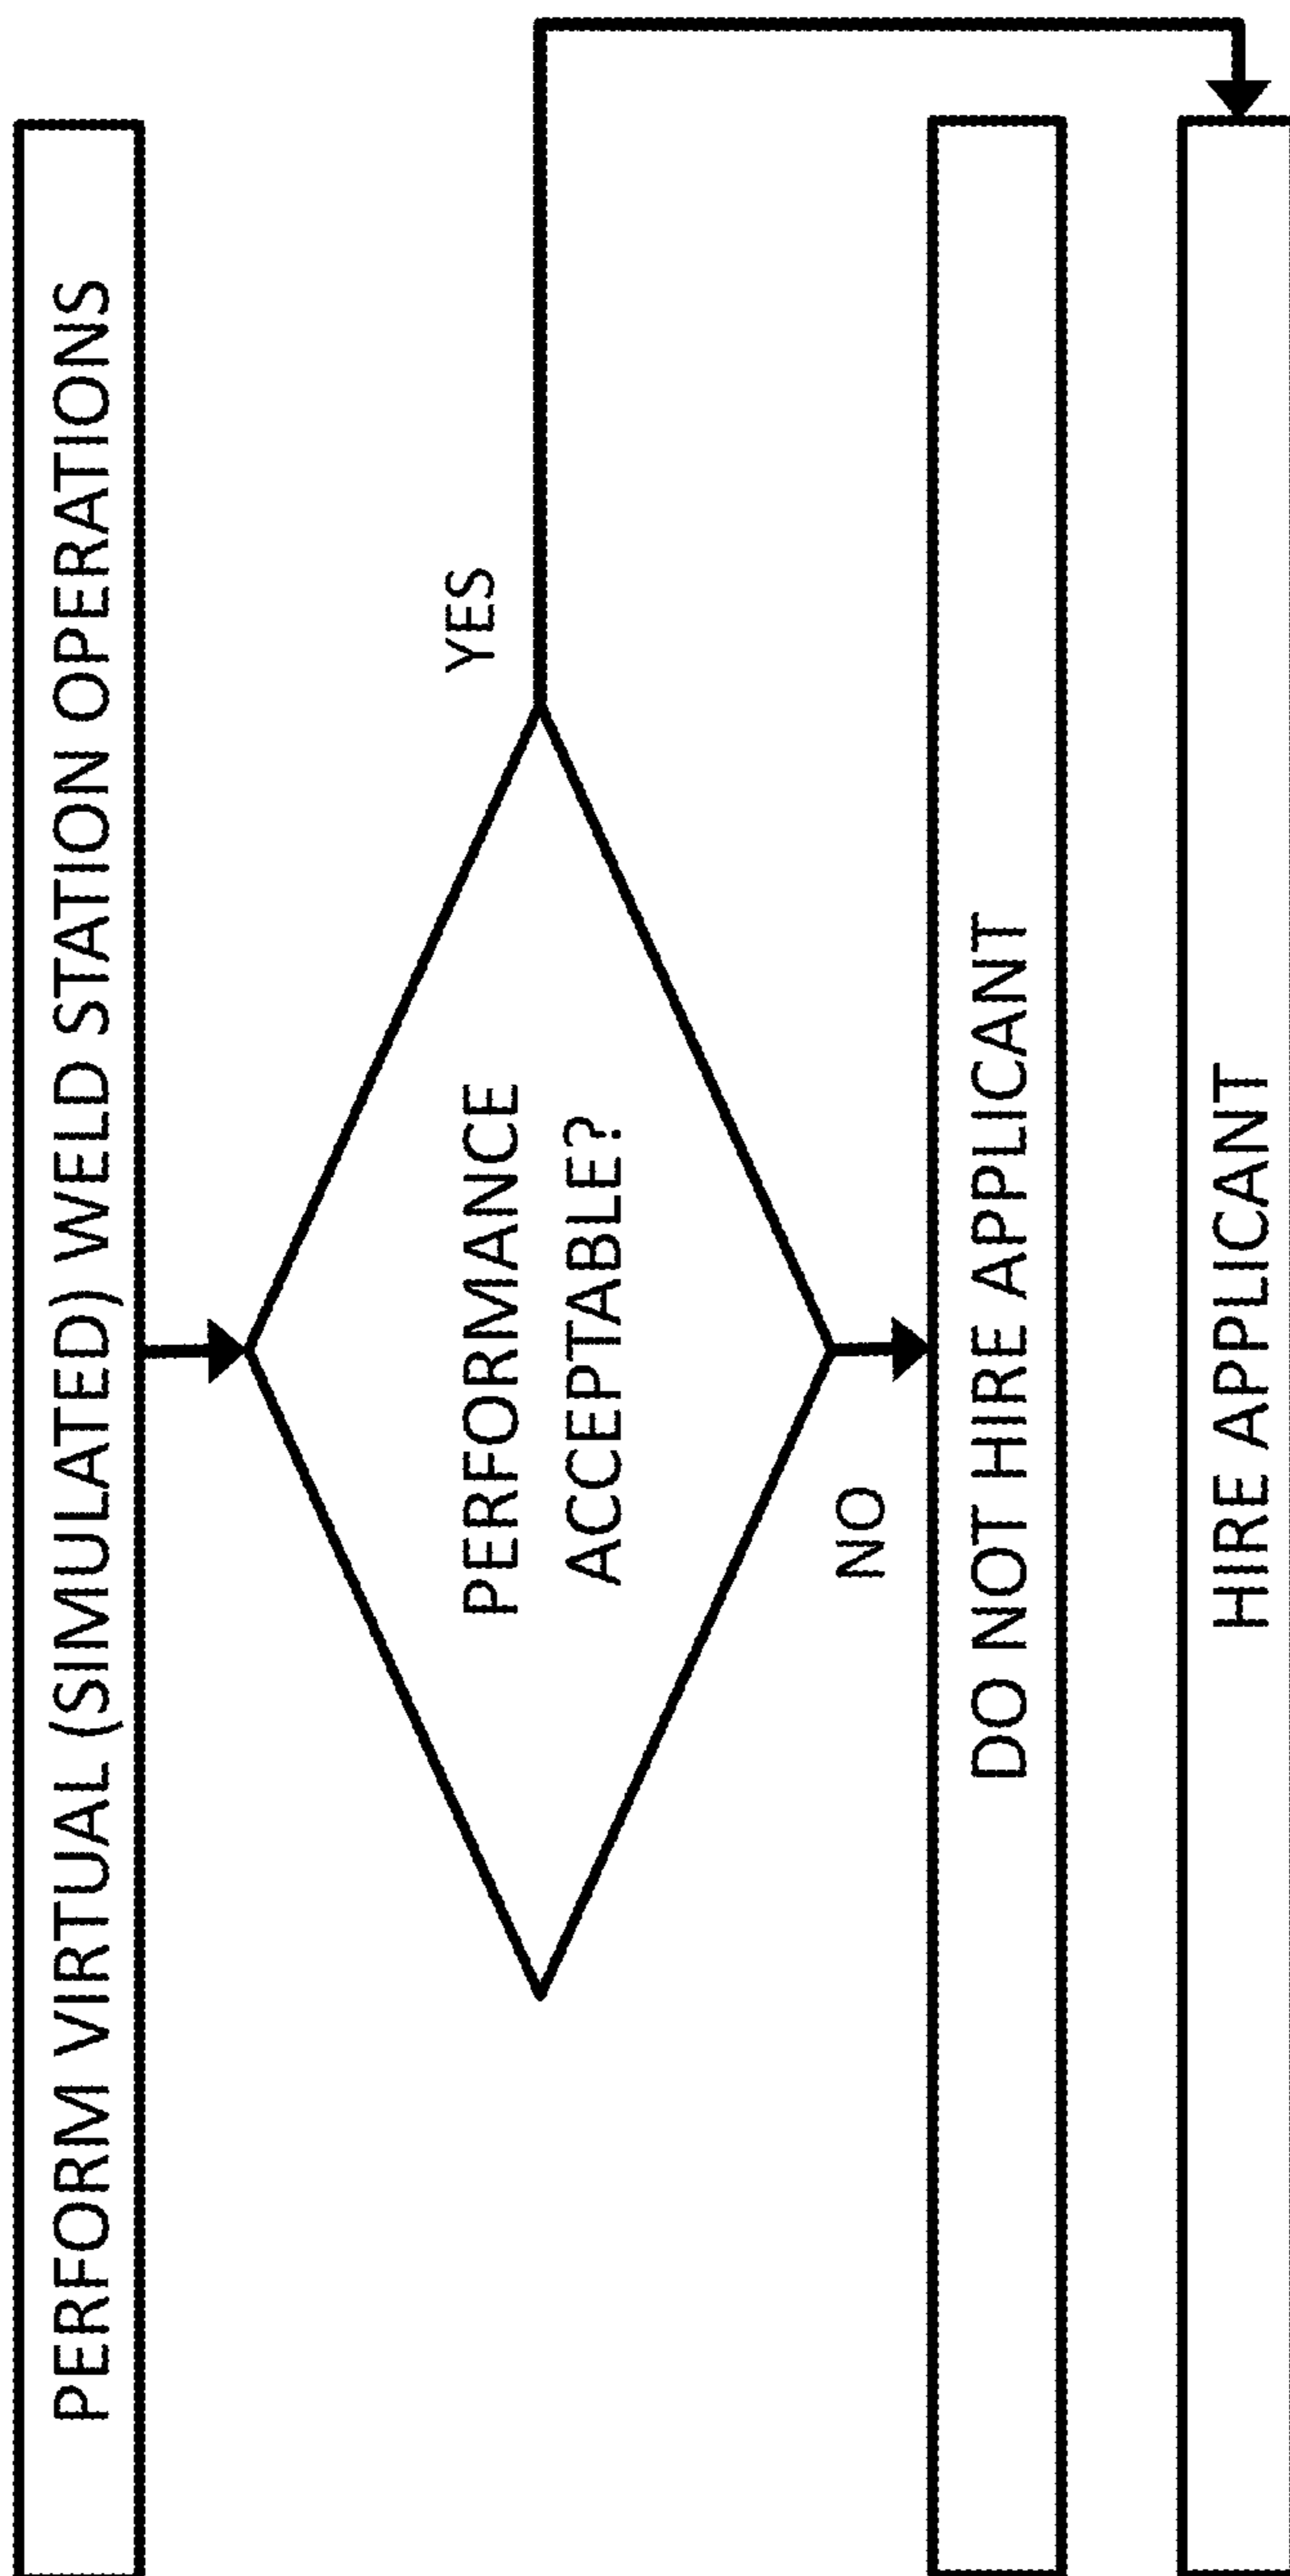 PERFORM VIRTUAL (SIMULATED) WELD STATION OPERATIONS
YES
PERFORMANCE
ACCEPTABLE?
NO
DO NOT HIRE APPLICANT
HIRE APPLICANT